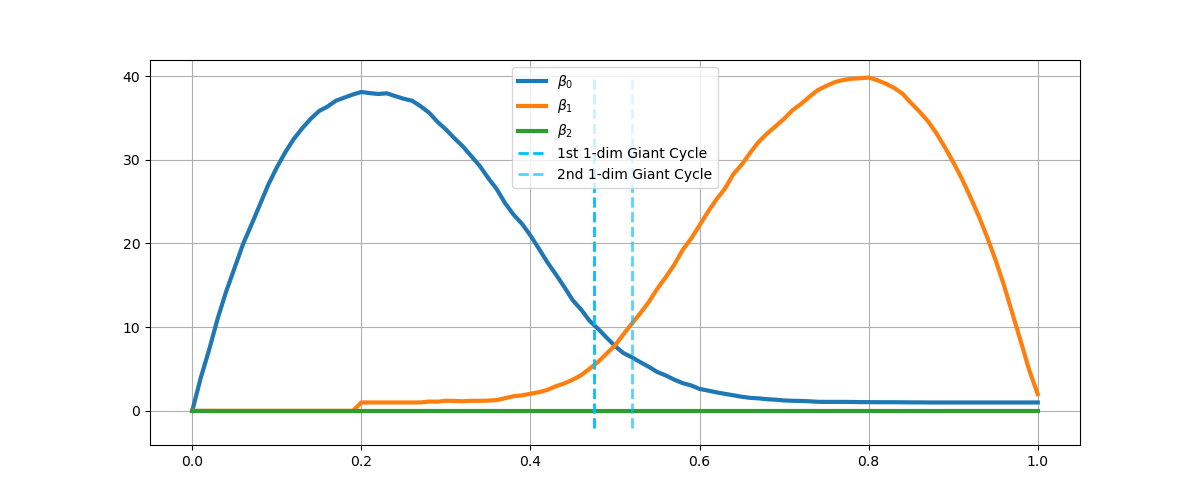 40
30
20
10
0
β₀
β₁
β₂
1st 1-dim Giant Cycle
2nd 1-dim Giant Cycle
0.0 0.2 0.4 0.6 0.8 1.0